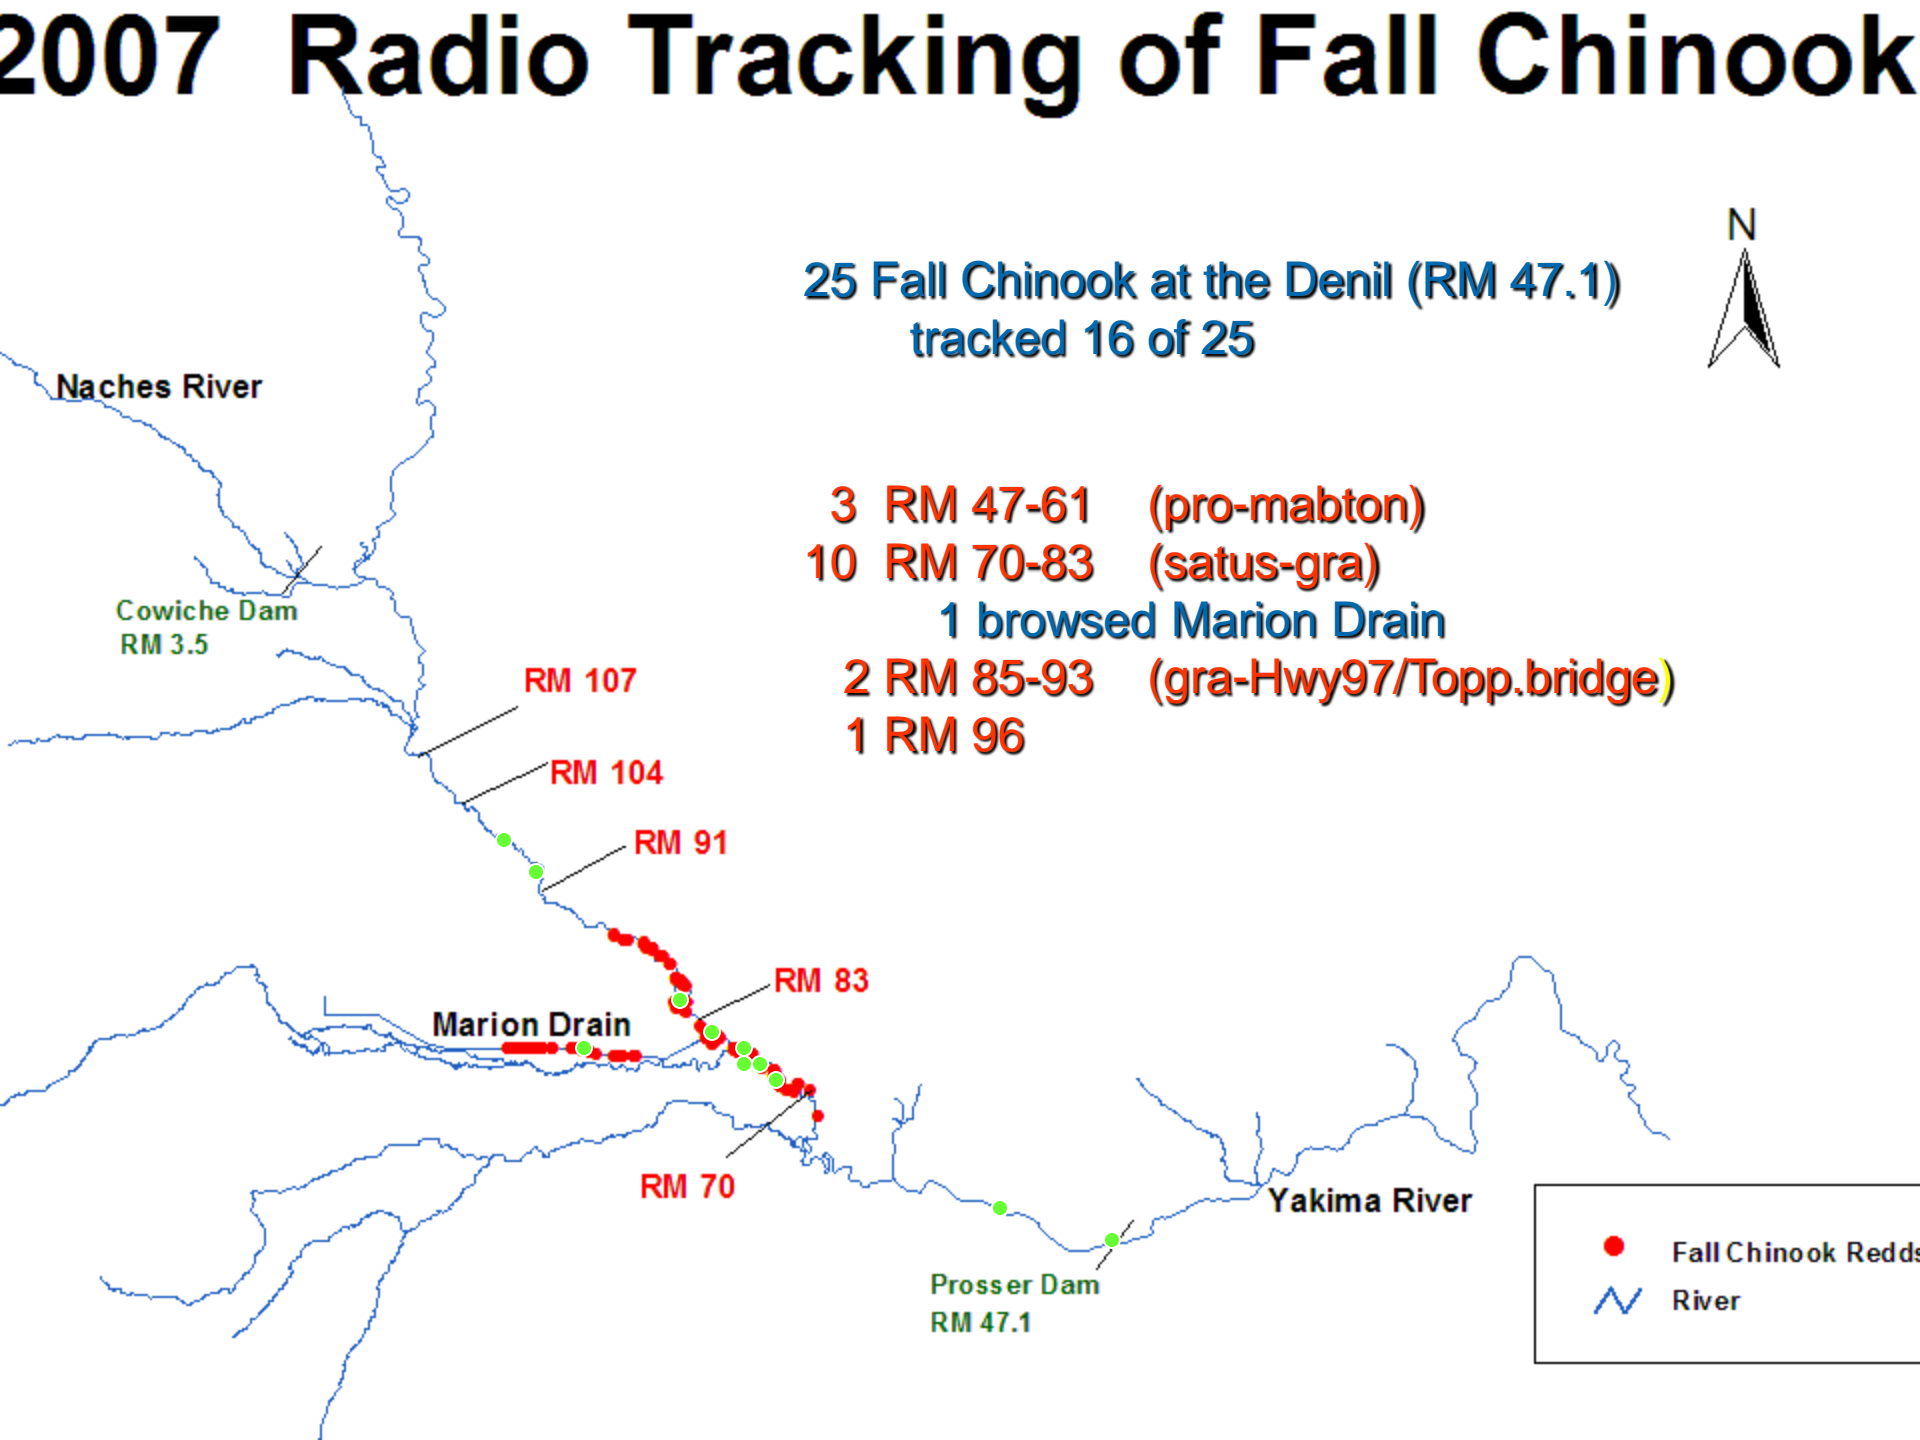 2007 Radio Tracking of Fall Chinook
N
25 Fall Chinook at the Denil (RM 47.1)
tracked 16 of 25
Naches River
3 RM 47-61 (pro-mabton)
10 RM 70-83 (satus-gra)
1 browsed Marion Drain
2 RM 85-93 (gra-Hwy97/Topp.bridge)
1 RM 96
Cowiche Dam
RM 3.5
RM 107
RM 104
RM 91
RM 83
Marion Drain
RM 70
Yakima River
Prosser Dam
RM 47.1
Fall Chinook Redds
River